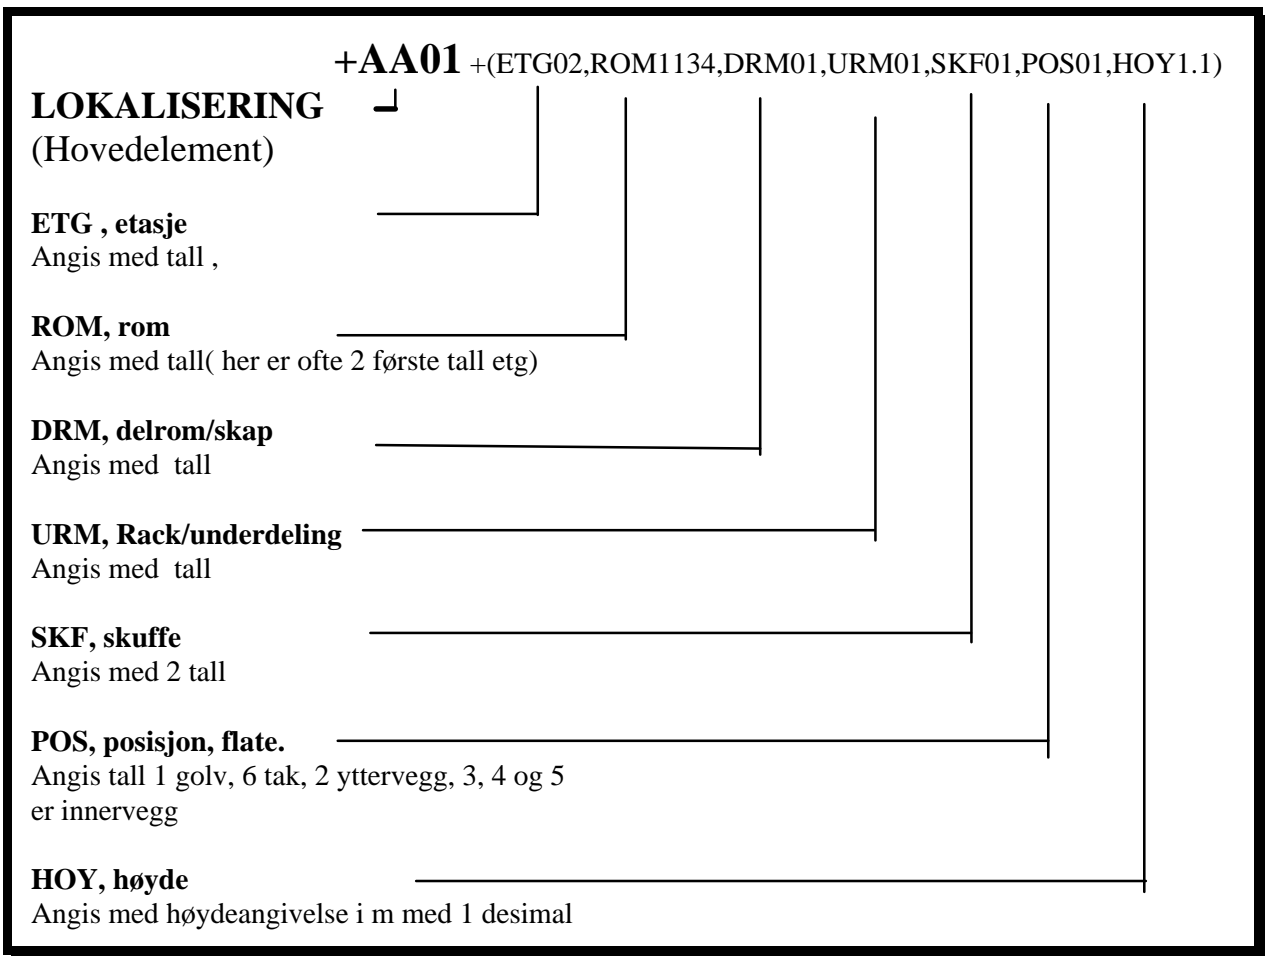 +AA01 +(ETG02,ROM1134,DRM01,URM01,SKF01,POS01,HOY1.1)
LOKALISERING
(Hovedelement)
ETG , etasje
Angis med tall ,
ROM, rom
Angis med tall( her er ofte 2 første tall etg)
DRM, delrom/skap
Angis med  tall
URM, Rack/underdeling
Angis med  tall
SKF, skuffe
Angis med 2 tall
POS, posisjon, flate.
Angis tall 1 golv, 6 tak, 2 yttervegg, 3, 4 og 5
er innervegg
HOY, høyde
Angis med høydeangivelse i m med 1 desimal